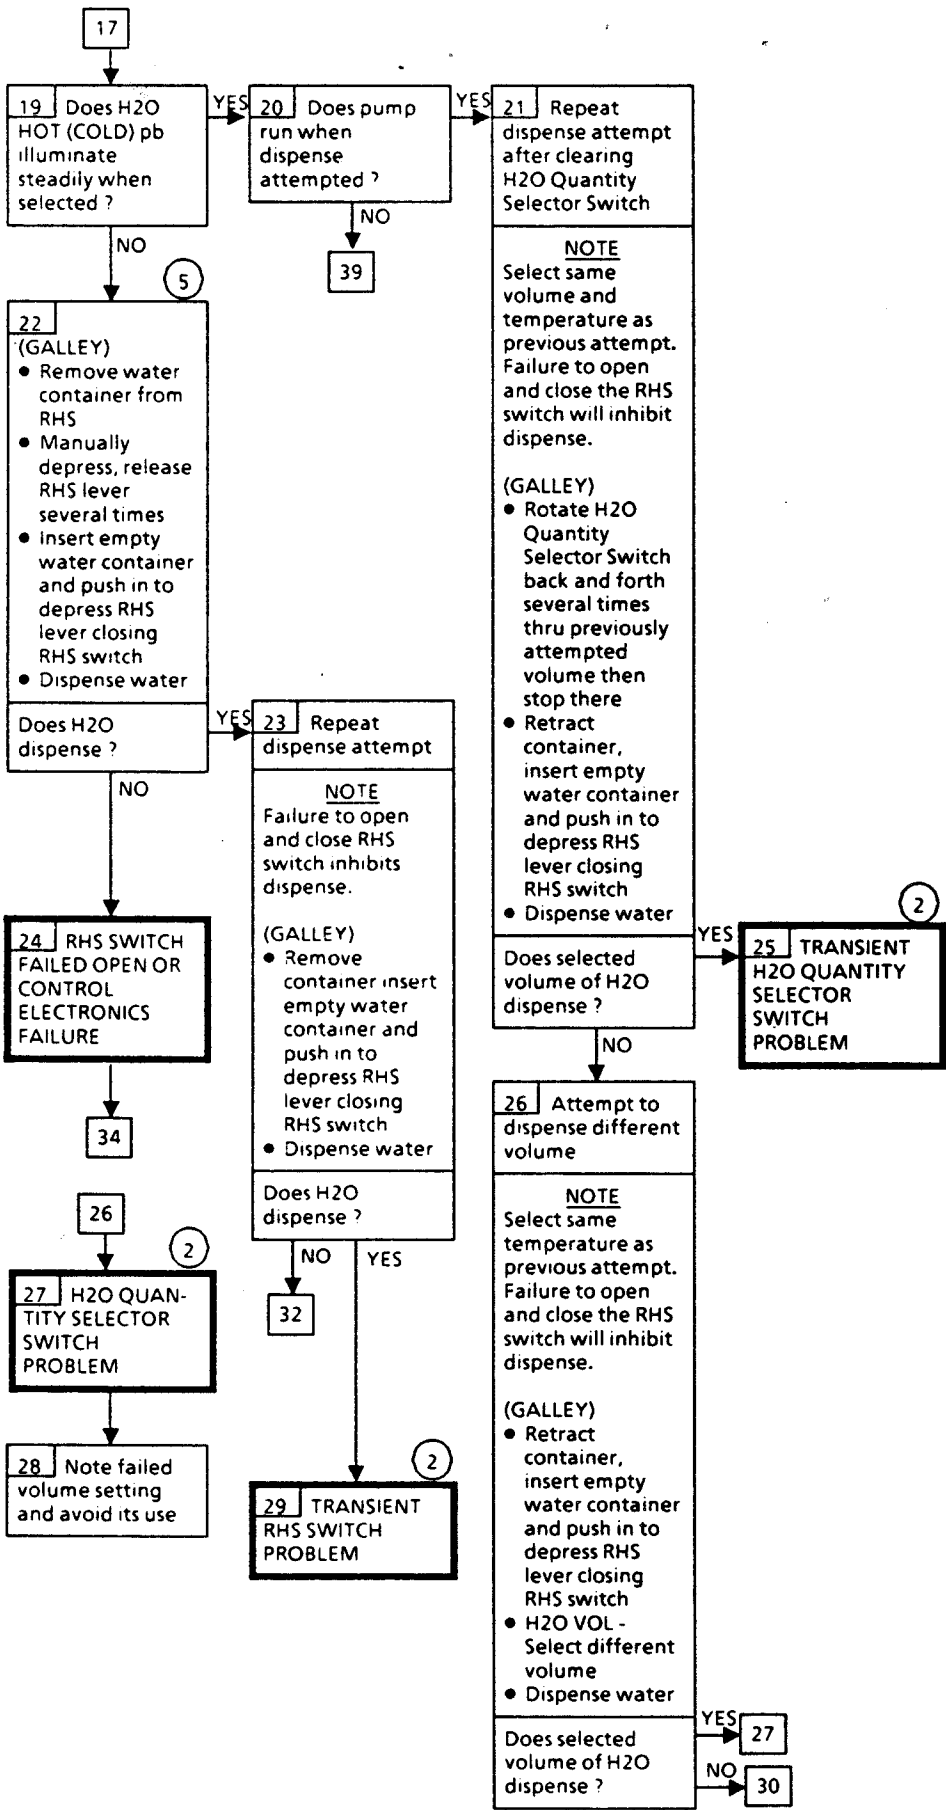 17
19 Does H2O
HOT (COLD) pb
illuminate
steadily when
selected ?
YES
20 Does pump
run when
dispense
attempted ?
YES
21 Repeat
dispense attempt
after clearing
H2O Quantity
Selector Switch
NO
39
NOTE
Select same
volume and
temperature as
previous attempt.
Failure to open
and close the RHS
switch will inhibit
dispense.
(GALLEY)
● Rotate H2O
Quantity
Selector Switch
back and forth
several times
thru previously
attempted
volume then
stop there
● Retract
container,
insert empty
water container
and push in to
depress RHS
lever closing
RHS switch
● Dispense water
Does selected
volume of H2O
dispense ?
NO
5
22
(GALLEY)
● Remove water
container from
RHS
● Manually
depress, release
RHS lever
several times
● Insert empty
water container
and push in to
depress RHS
lever closing
RHS switch
● Dispense water
Does H2O
dispense ?
YES
23 Repeat
dispense attempt
NOTE
Failure to open
and close RHS
switch inhibits
dispense.
(GALLEY)
● Remove
container insert
empty water
container and
push in to
depress RHS
lever closing
RHS switch
● Dispense water
Does H2O
dispense ?
NO
24 RHS SWITCH
FAILED OPEN OR
CONTROL
ELECTRONICS
FAILURE
34
YES
2
25 TRANSIENT
H2O QUANTITY
SELECTOR
SWITCH
PROBLEM
NO
26 Attempt to
dispense different
volume
NOTE
Select same
temperature as
previous attempt.
Failure to open
and close the RHS
switch will inhibit
dispense.
(GALLEY)
● Retract
container,
insert empty
water container
and push in to
depress RHS
lever closing
RHS switch
● H2O VOL -
Select different
volume
● Dispense water
Does selected
volume of H2O
dispense ?
YES
27
NO
30
26
2
27 H2O QUAN-
TITY SELECTOR
SWITCH
PROBLEM
28 Note failed
volume setting
and avoid its use
NO
32
YES
2
29 TRANSIENT
RHS SWITCH
PROBLEM